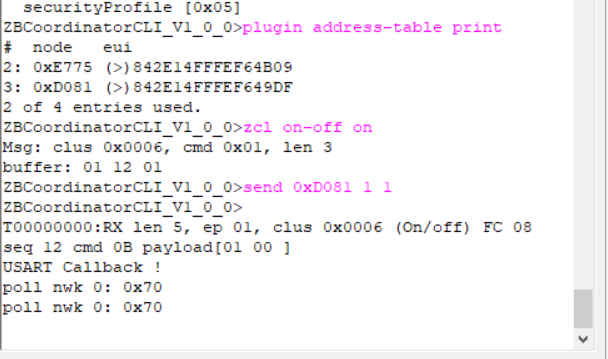 securityProfile [0x05]
ZBCoordinatorCLI_V1_0_0>plugin address-table print
# node eui
2: 0xE775 (>)842E14FFFEF64B09
3: 0xD081 (>)842E14FFFEF649DF
2 of 4 entries used.
ZBCoordinatorCLI_V1_0_0>zcl on-off on
Msg: clus 0x0006, cmd 0x01, len 3
buffer: 01 12 01
ZBCoordinatorCLI_V1_0_0>send 0xD081 1 1
ZBCoordinatorCLI_V1_0_0>
T00000000:RX len 5, ep 01, clus 0x0006 (On/off) FC 08
seq 12 cmd 0B payload[01 00 ]
USART Callback !
poll nwk 0: 0x70
poll nwk 0: 0x70